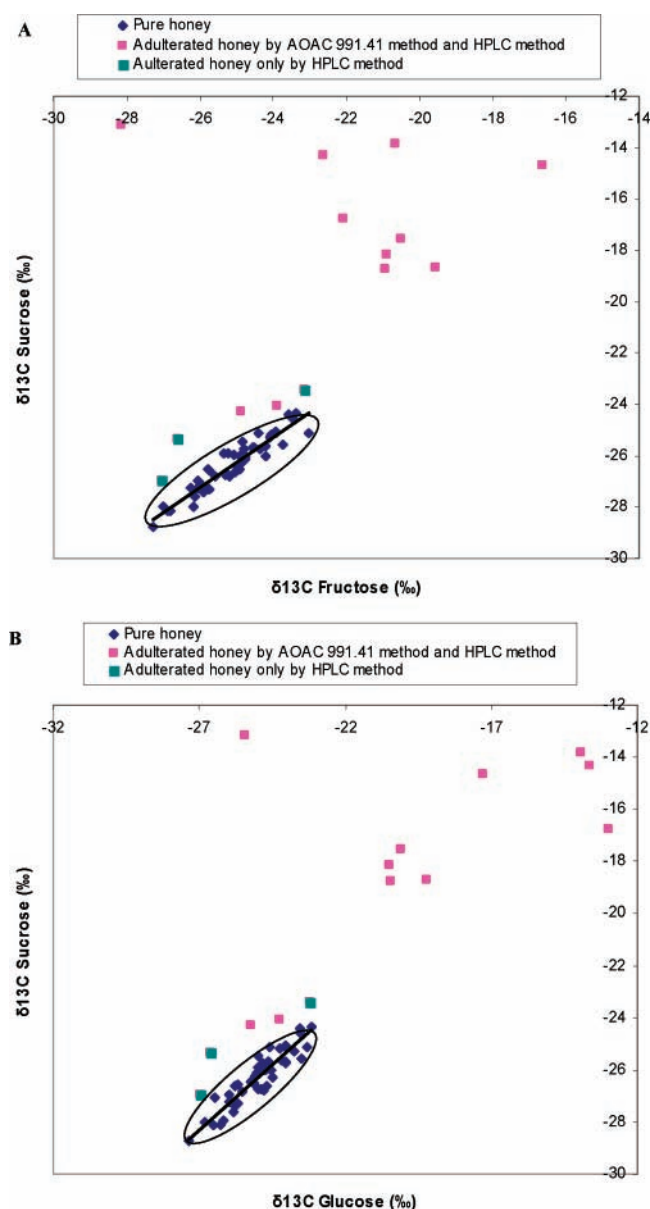 A
Pure honey
Adulterated honey by AOAC 991.41 method and HPLC method
Aulterated honey only by HPLC method
-30 -28 -26 -24 -22 -20 -18 -16 -14
-12
-14
-16
-18
-20
-22
-24
-26
-28
-30
δ13C Sucrose (‰)
δ13C Fructose (‰)
B
Pure honey
Adulterated honey by AOAC 991.41 method and HPLC method
Adulterated honey only by HPLC method
-32 -27 -22 -17 -12
-12
-14
-16
-18
-20
-22
-24
-26
-28
-30
δ13C Sucrose (‰)
δ13C Glucose (‰)